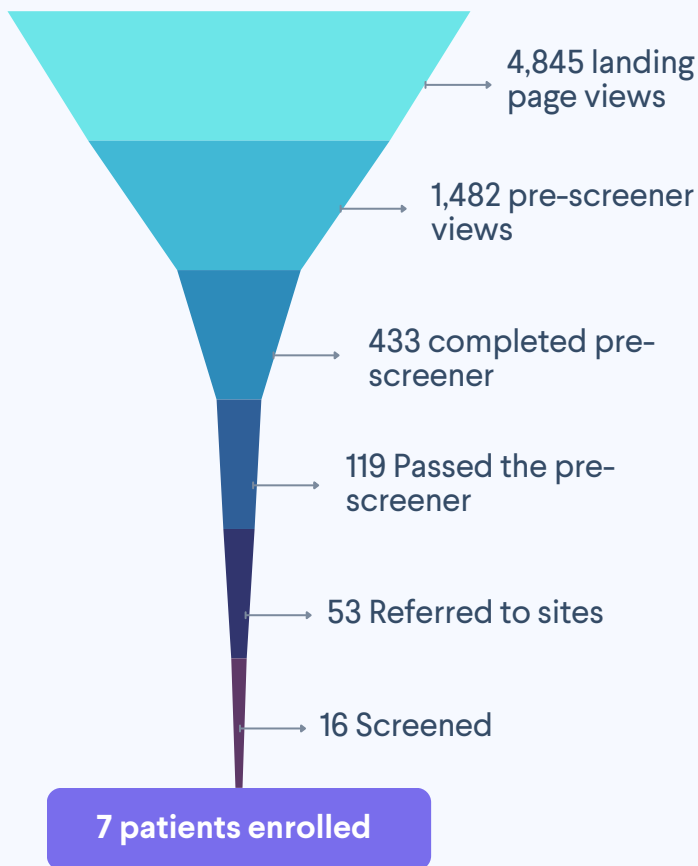 4,845 landing
page views
1,482 pre-screener
views
433 completed pre-
screener
119 Passed the pre-
screener
53 Referred to sites
16 Screened
7 patients enrolled